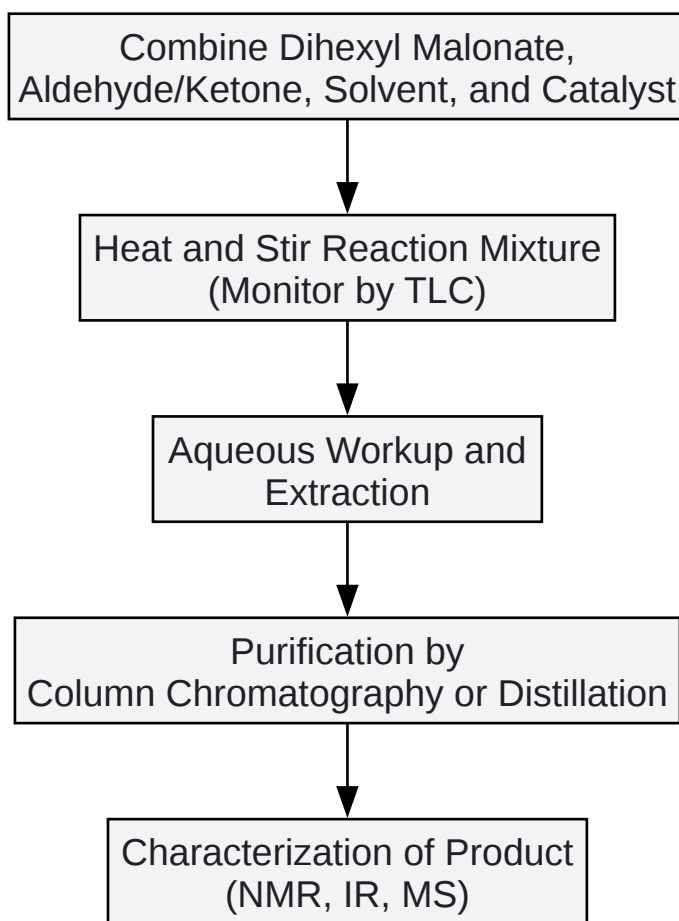 Combine Dihexyl Malonate,
Aldehyde/Ketone, Solvent, and Catalyst
Heat and Stir Reaction Mixture
(Monitor by TLC)
Aqueous Workup and
Extraction
Purification by
Column Chromatography or Distillation
Characterization of Product
(NMR, IR, MS)